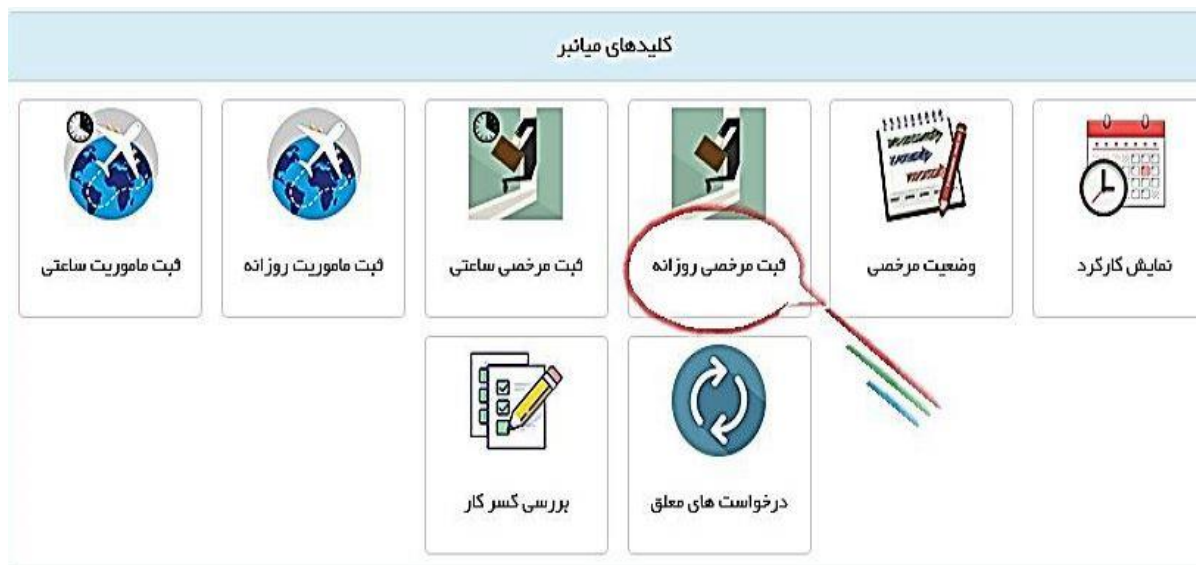 کلیدهای میانبر
نمایش کارکرد
وضعیت مرخصی
ثبت مرخصی روزانه
ثبت مرخصی ساعتی
ثبت ماموریت روزانه
ثبت ماموریت ساعتی
درخواست های معلق
بررسی کسر کار